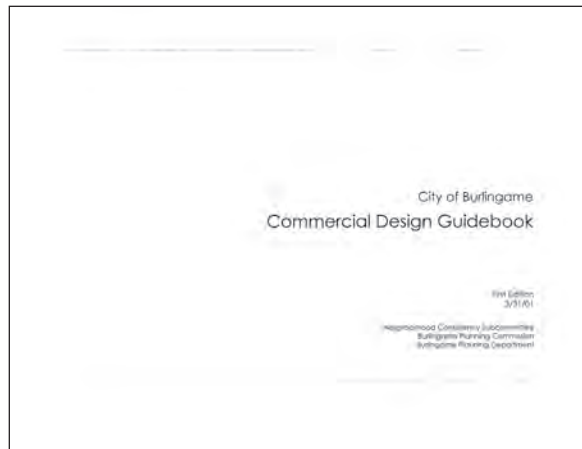 City of Burlingame
Commercial Design Guidebook
First Edition
3/31/01
Neighborhood Consistency Subcommittee
Burlingame Planning Commission
Burlingame Planning Department